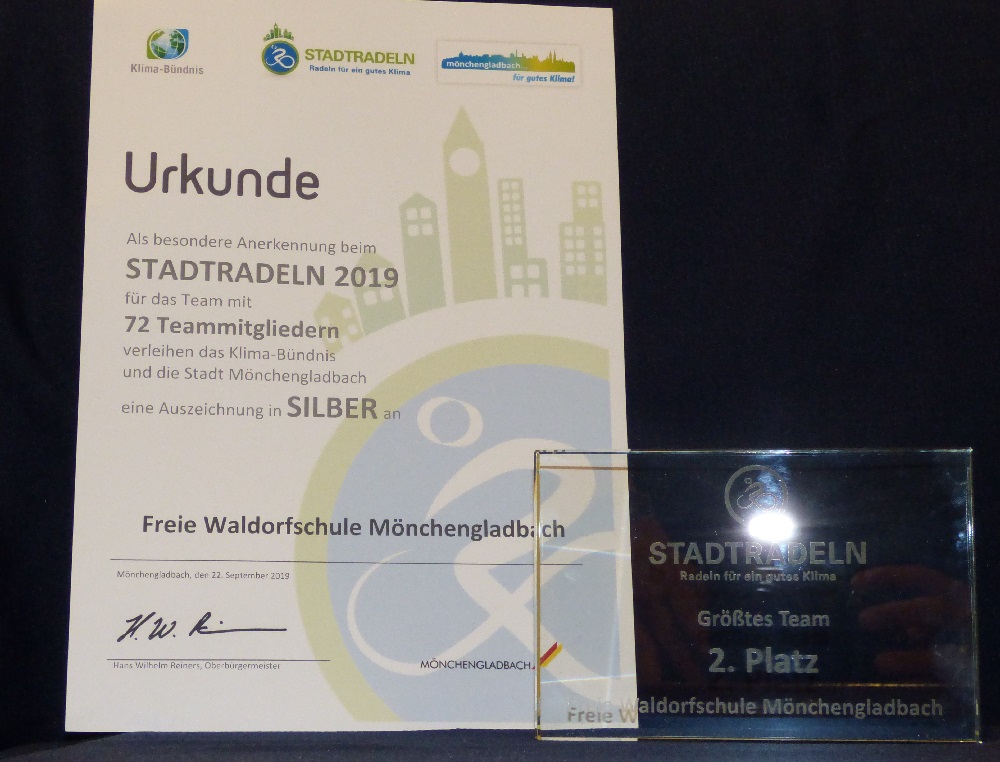 Klima-Bündnis
STADTRADELN
Radeln für ein gutes Klima
mönchengladbach
für gutes Klima!
Urkunde
Als besondere Anerkennung beim
STADTRADELN 2019
für das Team mit
72 Teammitgliedern
verleihen das Klima-Bündnis
und die Stadt Mönchengladbach
eine Auszeichnung in SILBER an
Freie Waldorfschule Mönchengladbach
Mönchengladbach, den 22. September 2019
H. W. Rei
Hans Wilhelm Reiners, Oberbürgermeister
MÖNCHENGLADBACH
STADTRADELN
Radeln für ein gutes Klima
Größtes Team
2. Platz
Freie Waldorfschule Mönchengladbach